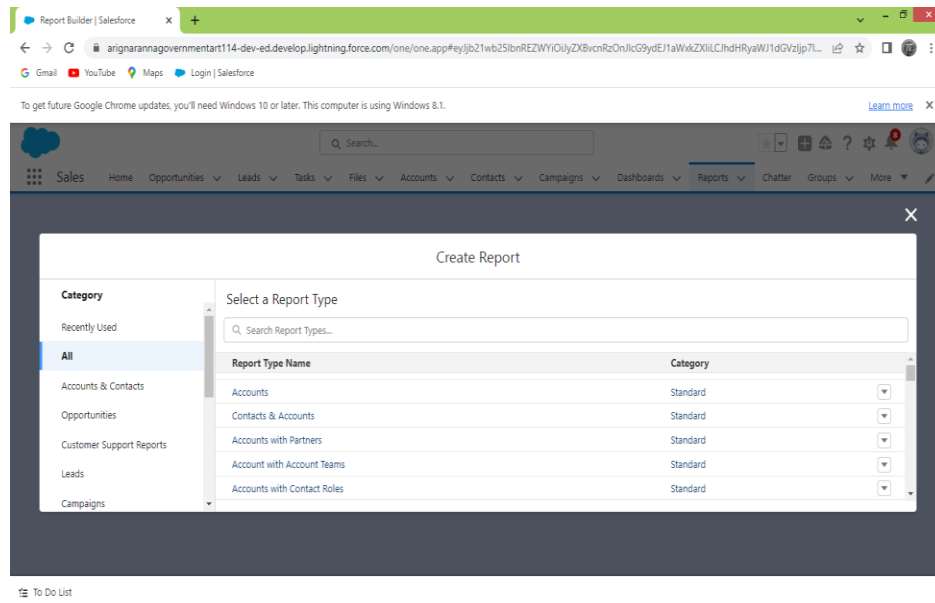 Report Builder | Salesforce
arignarannagovernmentart114-dev-ed.develop.lightning.force.com/one/one.app#eyJjb21wb25lbnREZWYiOiJyZXBvcnRzOnJlcG9ydEJ1aWxkZXIiLCJhdHRyaWJ1dGVzIjp7I...
Gmail YouTube Maps Login | Salesforce
To get future Google Chrome updates, you'll need Windows 10 or later. This computer is using Windows 8.1. Learn more
Search...
8
Sales Home Opportunities Leads Tasks Files Accounts Contacts Campaigns Dashboards Reports Chatter Groups More
Create Report
Category
Recently Used
All
Accounts & Contacts
Opportunities
Customer Support Reports
Leads
Campaigns
Select a Report Type
Search Report Types...
Report Type Name Category
Accounts Standard
Contacts & Accounts Standard
Accounts with Partners Standard
Account with Account Teams Standard
Accounts with Contact Roles Standard
To Do List